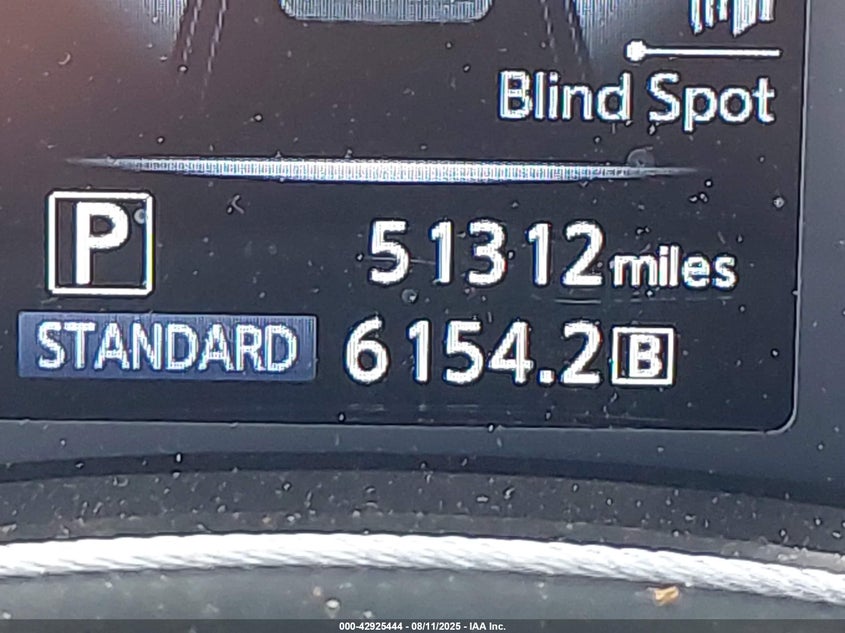 Blind Spot
P 51312 miles
STANDARD 6154.2 B
000-42925444 - 08/11/2025 - IAA Inc.